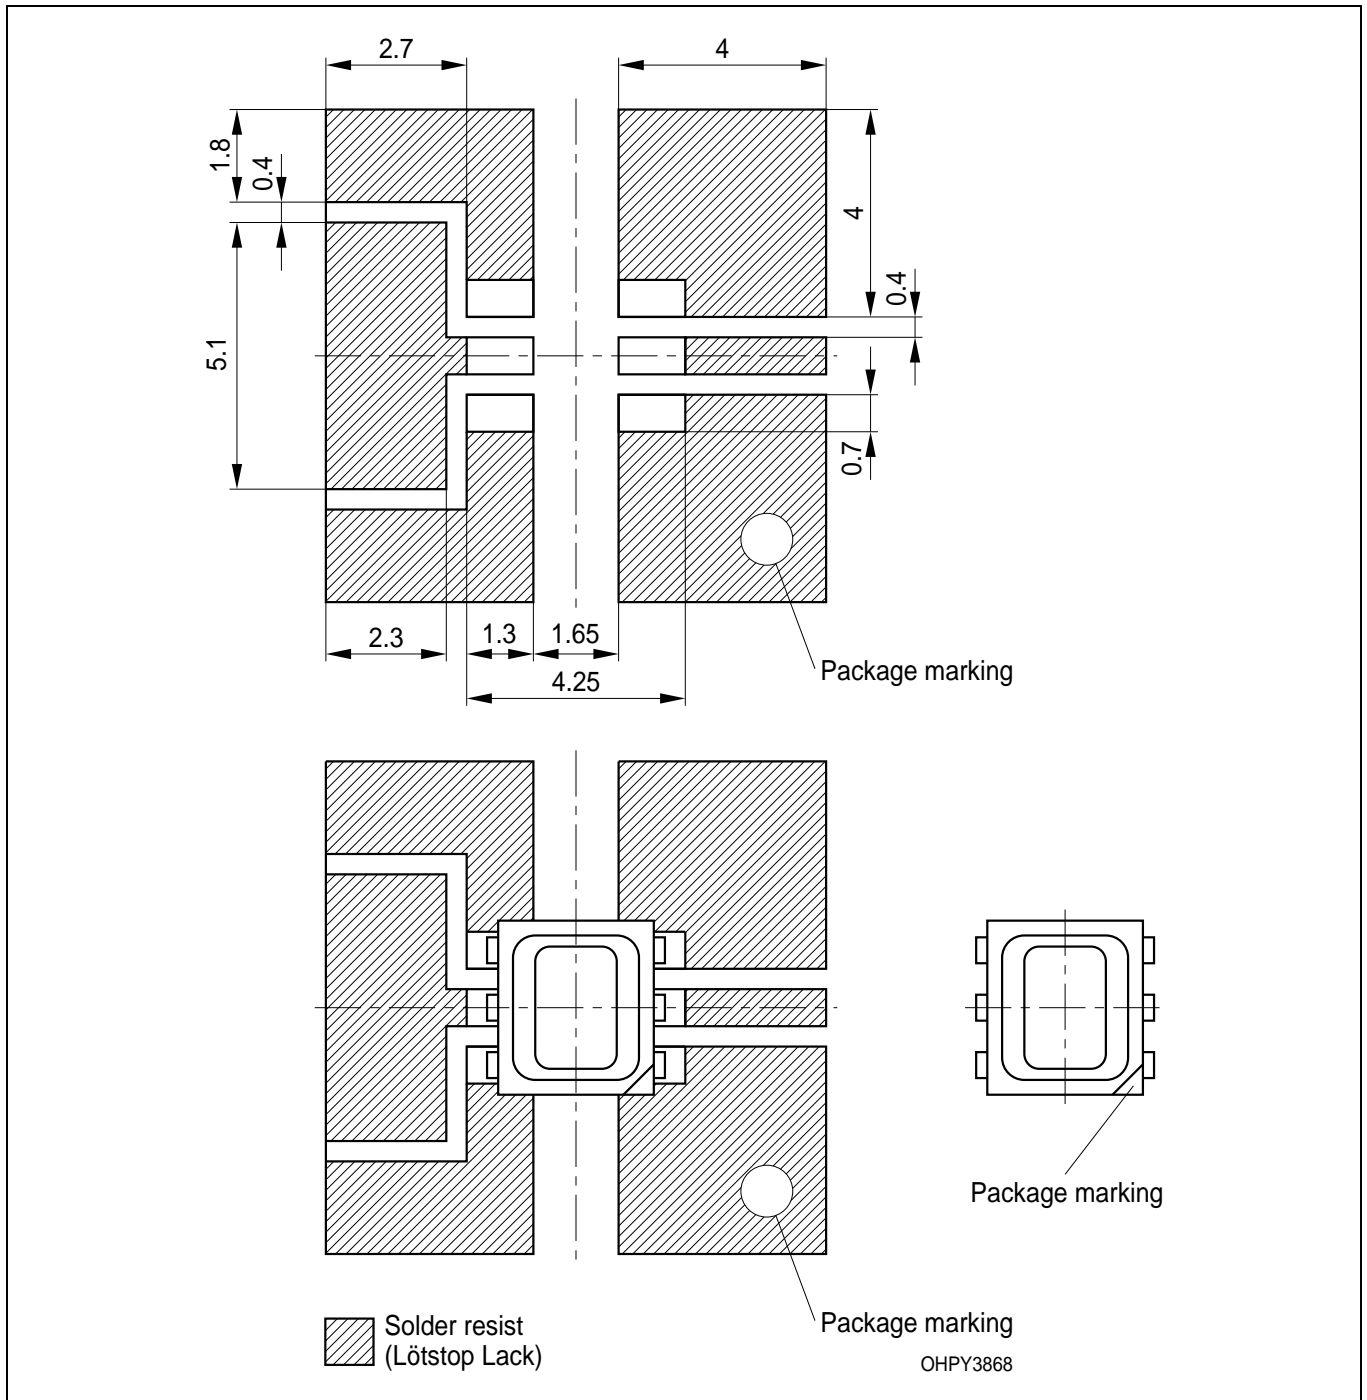 2.7
4
1.8
0.4
4
0.4
5.1
0.7
2.3
1.3
1.65
4.25
Package marking
Package marking
Solder resist
(Lötstop Lack)
Package marking
OHPY3868